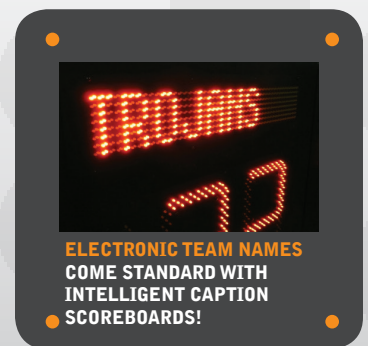 TROJANS
ELECTRONIC TEAM NAMES
COME STANDARD WITH
INTELLIGENT CAPTION
SCOREBOARDS!